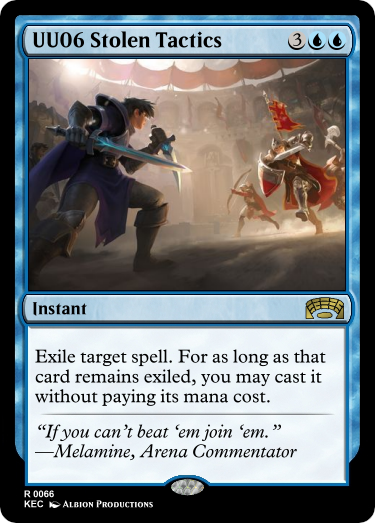 UU06 Stolen Tactics 3
Instant
Exile target spell. For as long as that
card remains exiled, you may cast it
without paying its mana cost.
“If you can’t beat ‘em join ‘em.”
—Melamine, Arena Commentator
R 0066
KEC Albion Productions